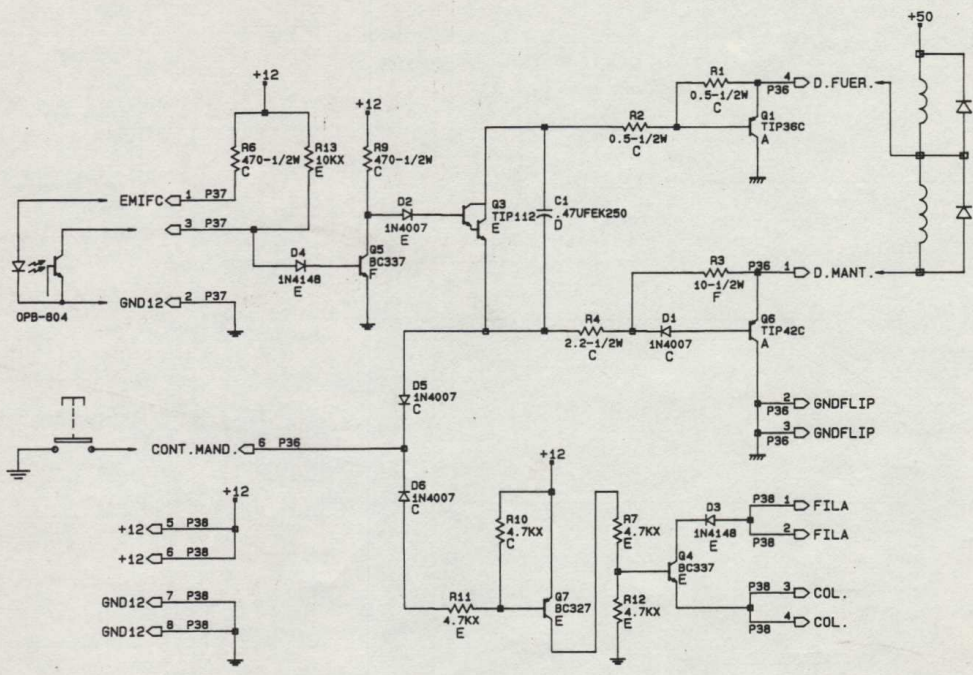 +50
R1
0.5-1/2W
C
4
P36
D.FUER.
+12
+12
R2
0.5-1/2W
C
Q1
TIP36C
A
R6
470-1/2W
C
R13
10KX
E
R9
470-1/2W
C
EMIFC
1 P37
3 P37
D2
1N4007
E
Q3
TIP112
E
C1
.47UFEK250
D
D4
1N4148
E
Q5
BC337
F
R3
10-1/2W
F
P36
1
D.MANT.
GND12
2 P37
OPB-804
R4
2.2-1/2W
C
D1
1N4007
C
Q6
TIP42C
A
D5
1N4007
C
2
P36
GNDFLIP
3
P36
GNDFLIP
CONT.MAND.
6 P36
+12
D6
1N4007
C
+12
+12
5 P38
+12
6 P38
R10
4.7KX
C
R7
4.7KX
E
D3
1N4148
E
P38
1
FILA
2
P38
FILA
Q4
BC337
E
GND12
7 P38
GND12
8 P38
R11
4.7KX
E
Q7
BC327
E
R12
4.7KX
E
P38
3
COL.
4
P38
COL.